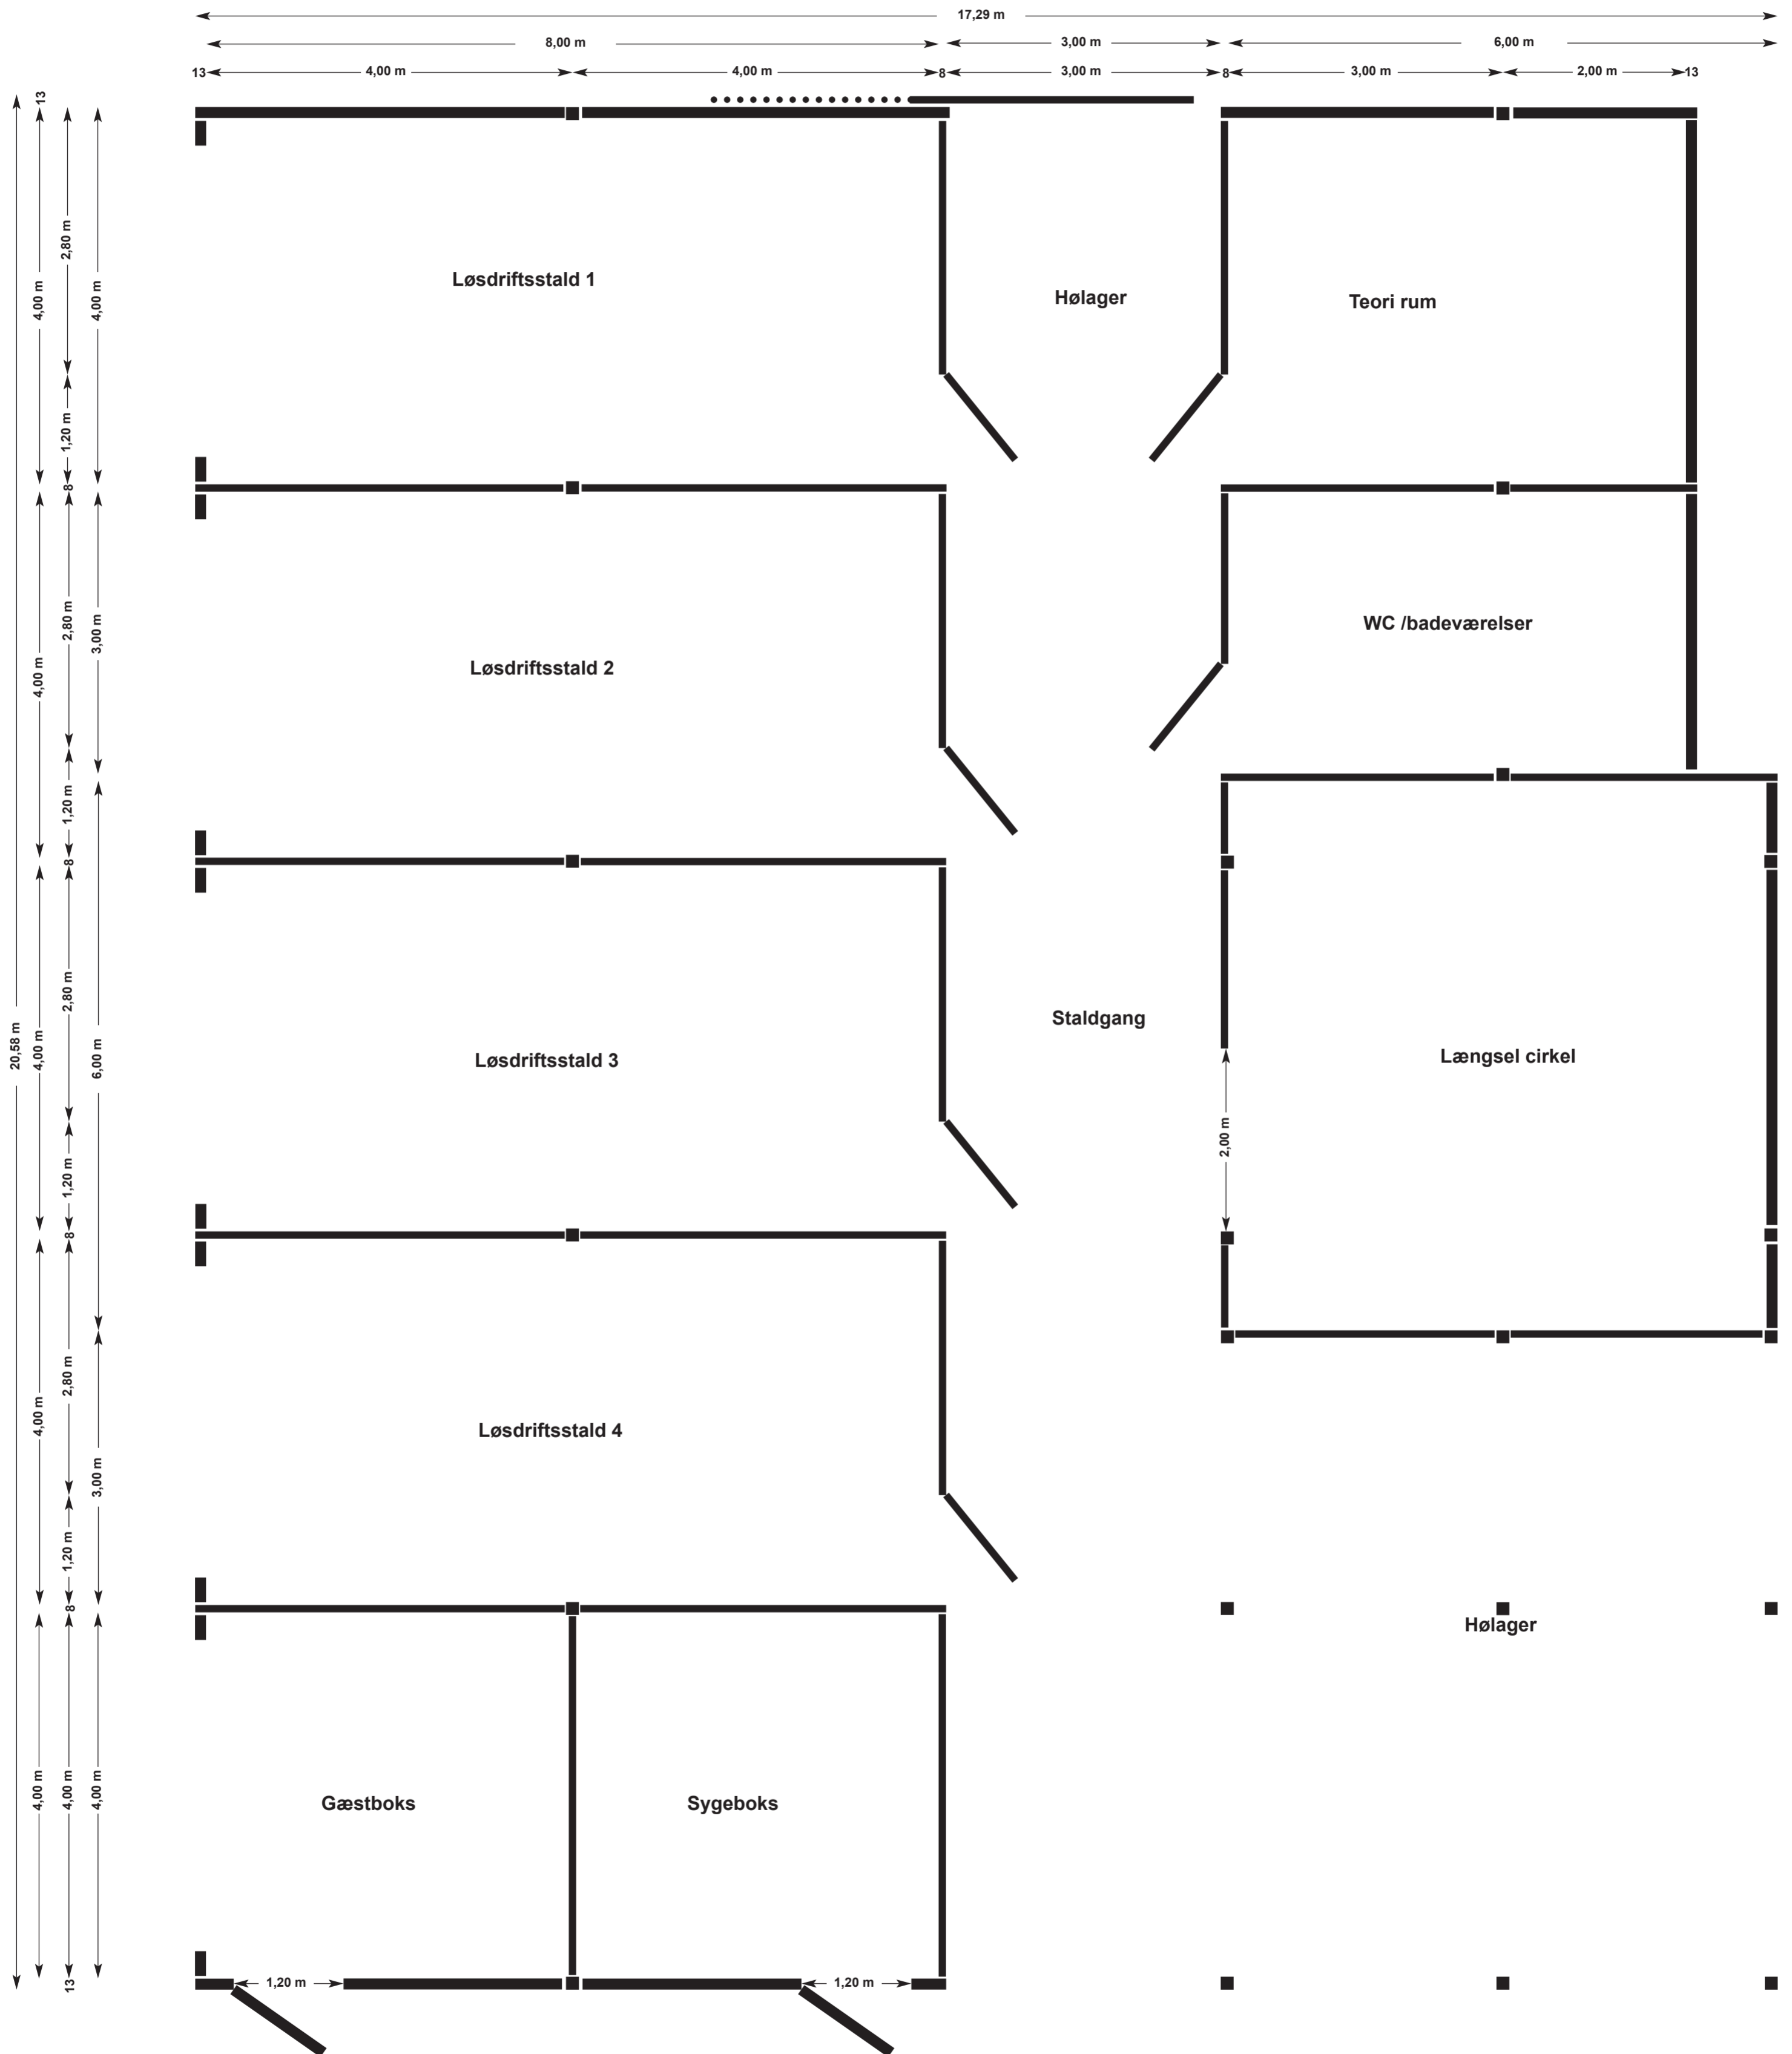 17,29 m
8,00 m 3,00 m 6,00 m
13 4,00 m 4,00 m 8 3,00 m 8 3,00 m 2,00 m 13
13
2,80 m
4,00 m 4,00 m
1,20 m
8
2,80 m
3,00 m
4,00 m
1,20 m
8
2,80 m
20,58 m 4,00 m 6,00 m
1,20 m
8
2,80 m
4,00 m
3,00 m
1,20 m
8
4,00 m 4,00 m 4,00 m
13
Løsdriftsstald 1
Hølager
Teori rum
WC /badeværelser
Løsdriftsstald 2
Staldgang
Længsel cirkel
Løsdriftsstald 3
2,00 m
Løsdriftsstald 4
Hølager
Gæstboks
Sygeboks
1,20 m
1,20 m